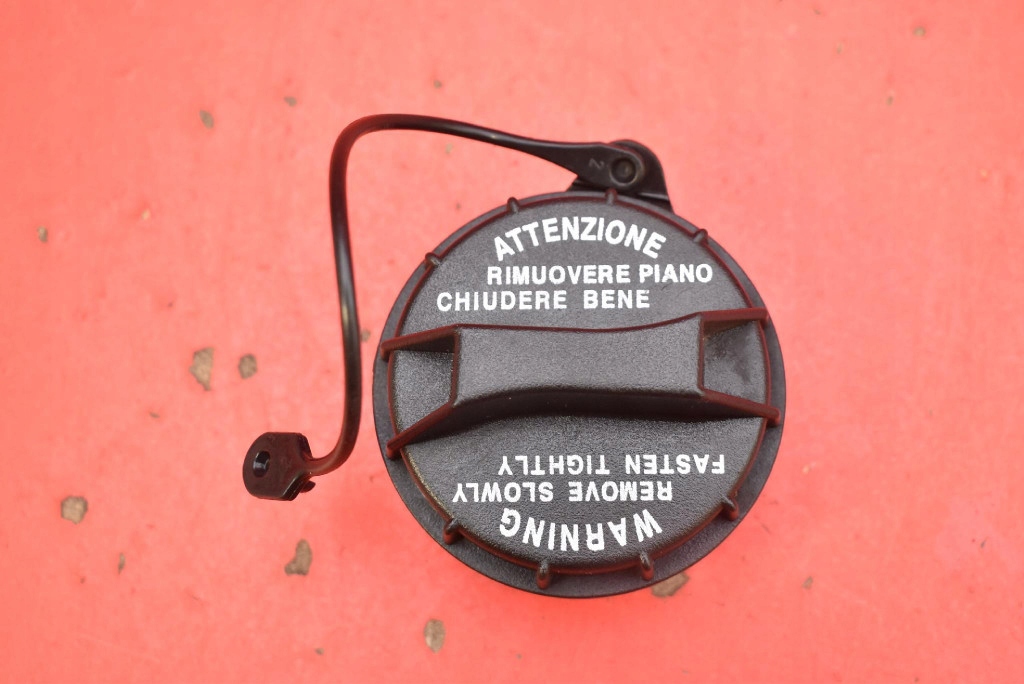 ATTENZIONE
RIMUOVERE PIANO
CHIUDERE BENE
WARNING
REMOVE SLOWLY
FASTEN TIGHTLY